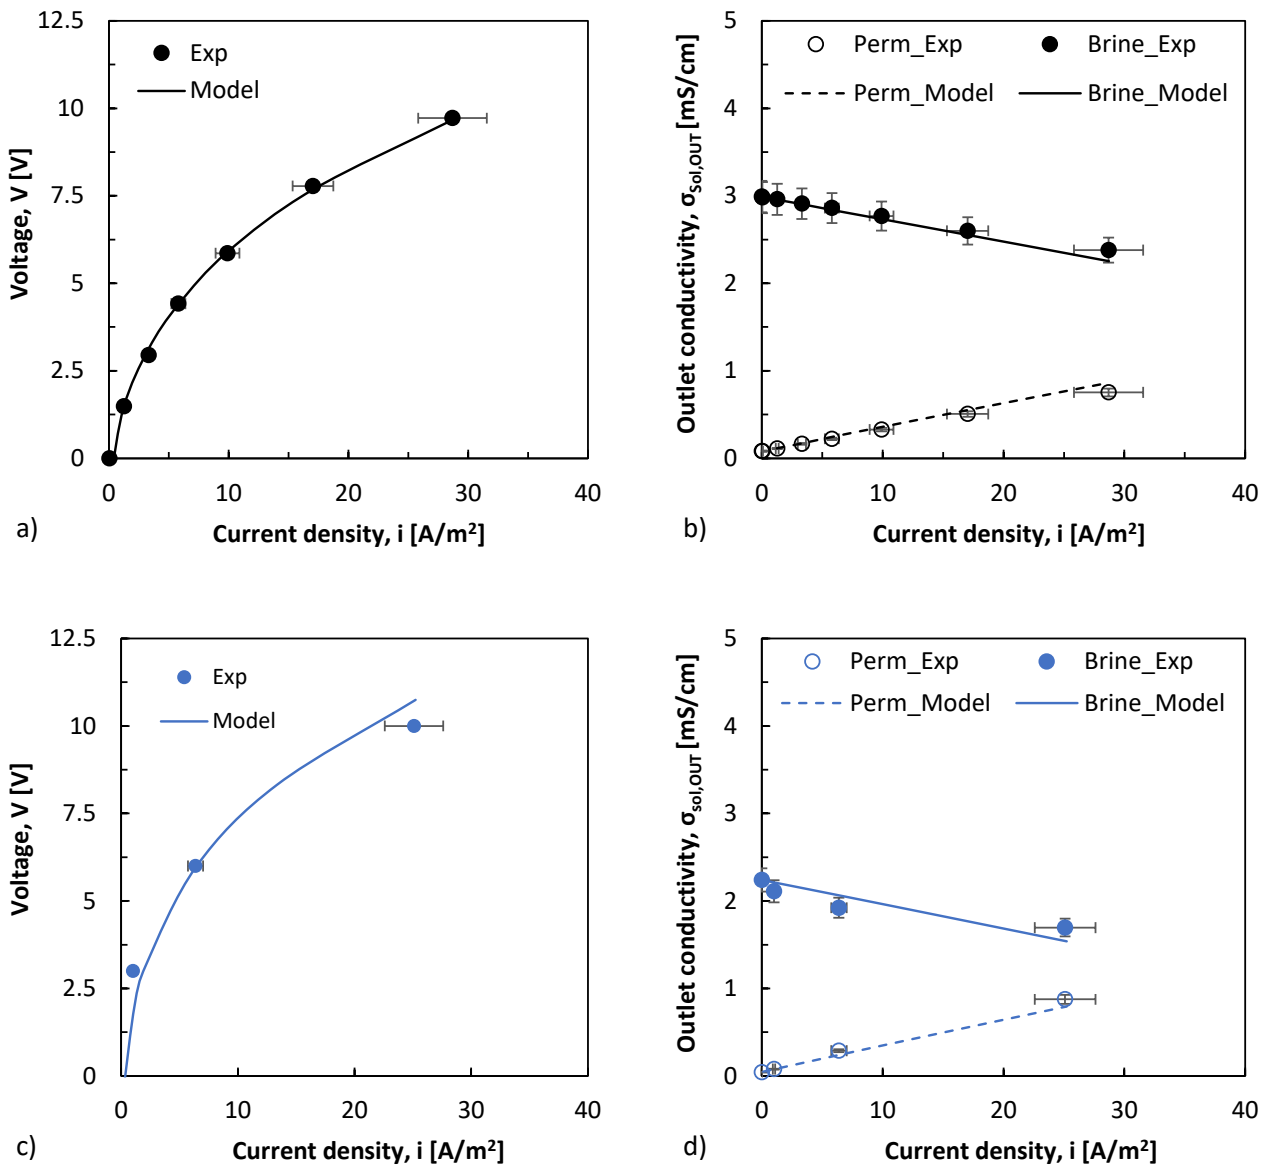 12.5
10
7.5
5
2.5
0
Voltage, V [V]
Exp
Model
0 10 20 30 40
Current density, i [A/m²]
a)
5
4
3
2
1
0
Outlet conductivity, σsol,OUT [mS/cm]
Perm_Exp Brine_Exp
Perm_Model Brine_Model
0 10 20 30 40
Current density, i [A/m²]
b)
12.5
10
7.5
5
2.5
0
Voltage, V [V]
Exp
Model
0 10 20 30 40
Current density, i [A/m²]
c)
5
4
3
2
1
0
Outlet conductivity, σsol,OUT [mS/cm]
Perm_Exp Brine_Exp
Perm_Model Brine_Model
0 10 20 30 40
Current density, i [A/m²]
d)